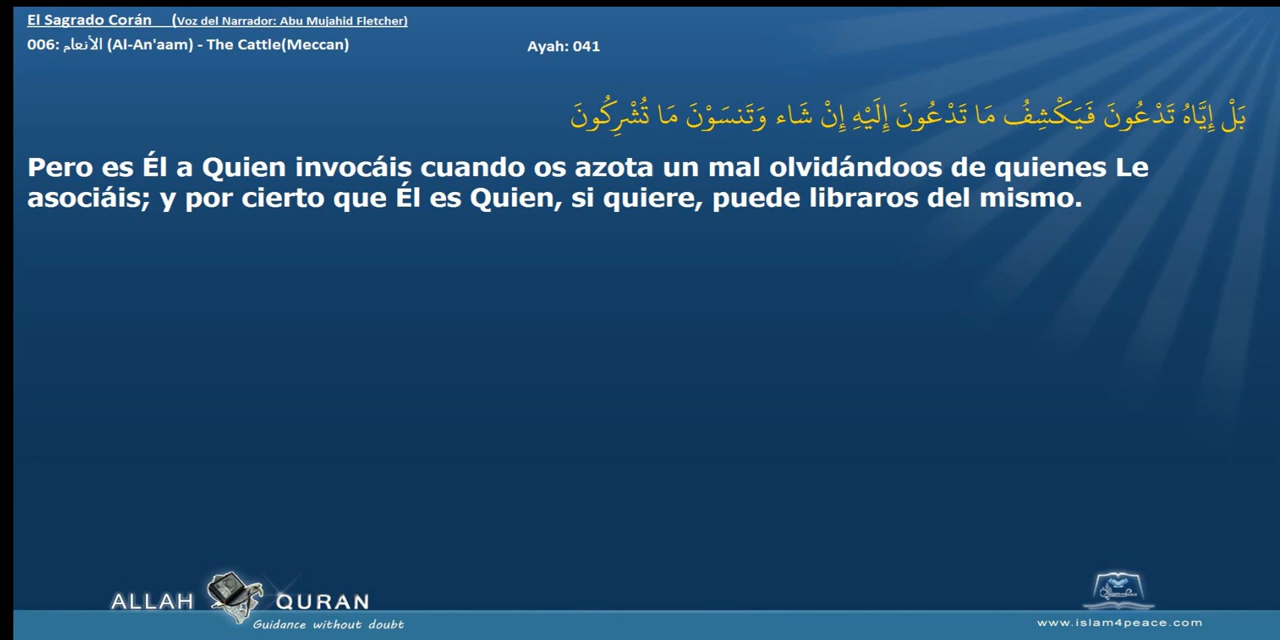 El Sagrado Corán (Voz del Narrador: Abu Mujahid Fletcher)
006: الأنعام (Al-An'aam) - The Cattle(Meccan)
Ayah: 041
بَلْ إِيَّاهُ تَدْعُونَ فَيَكْشِفُ مَا تَدْعُونَ إِلَيْهِ إِنْ شَاء وَتَنسَوْنَ مَا تُشْرِكُونَ
Pero es Él a Quien invocáis cuando os azota un mal olvidándoos de quienes Le
asociáis; y por cierto que Él es Quien, si quiere, puede libraros del mismo.
ALLAH QURAN
Guidance without doubt
www.islam4peace.com